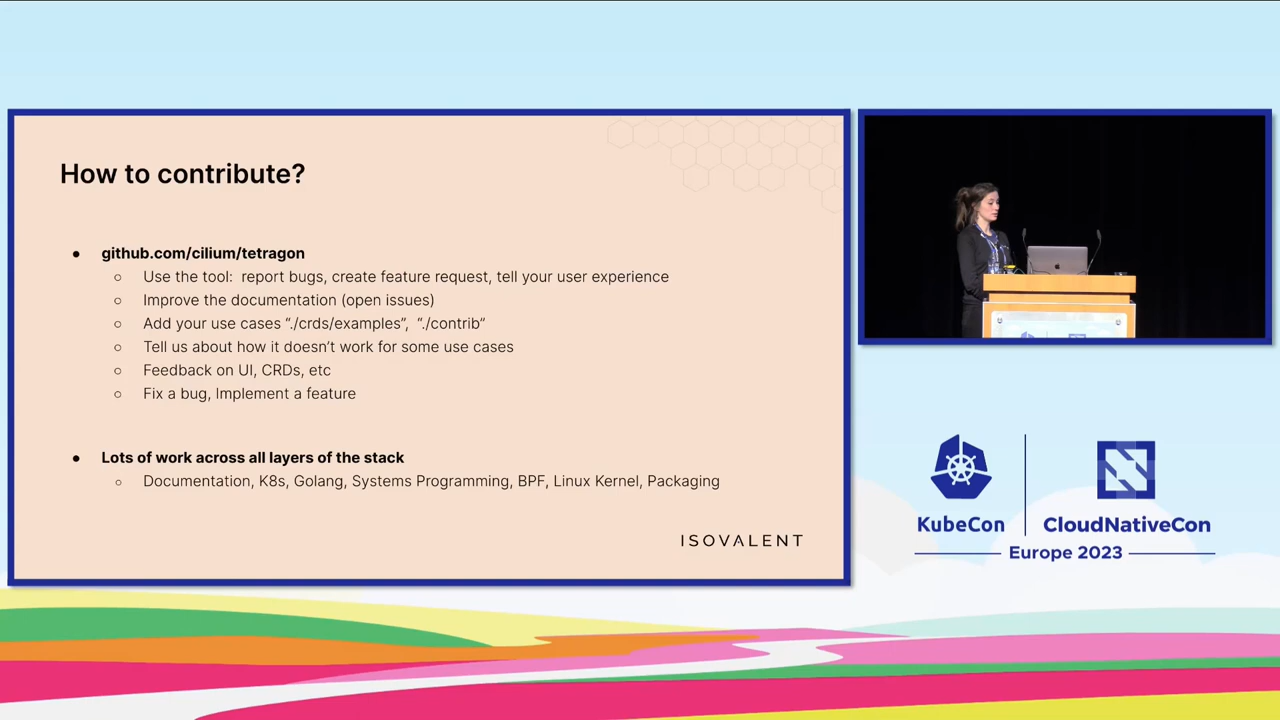 How to contribute?
● github.com/cilium/tetragon
○ Use the tool:  report bugs, create feature request, tell your user experience
○ Improve the documentation (open issues)
○ Add your use cases “./crds/examples”,  “./contrib”
○ Tell us about how it doesn’t work for some use cases
○ Feedback on UI, CRDs, etc
○ Fix a bug, Implement a feature
● Lots of work across all layers of the stack
○ Documentation, K8s, Golang, Systems Programming, BPF, Linux Kernel, Packaging
ISOVALENT
KubeCon
CloudNativeCon
Europe 2023